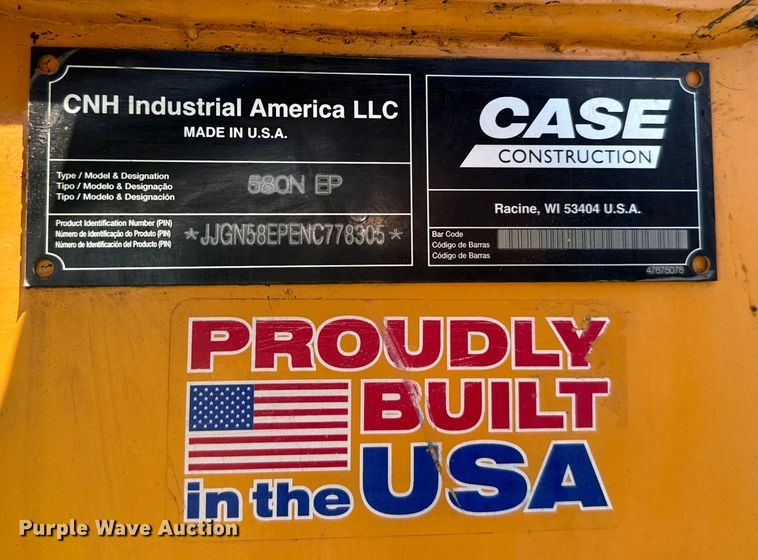 CNH Industrial America LLC
MADE IN U.S.A.
Type / Model & Designation
Tipo / Modelo & Designação
Tipo / Modelo & Designación
580N EP
Product Identification Number (PIN)
Número de Identificação do Produto (PIN)
Número de Identificación del Producto (PIN)
*JJGN58EPENC778305*
CASE
CONSTRUCTION
Racine, WI 53404 U.S.A.
Bar Code
Código de Barras
Código de Barras
47675075
PROUDLY
BUILT
in the USA
Purple Wave Auction